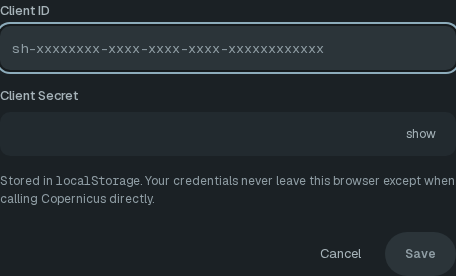 Client ID
sh-xxxxxxxx-xxxx-xxxx-xxxx-xxxxxxxxxxxx
Client Secret
show
Stored in localStorage. Your credentials never leave this browser except when
calling Copernicus directly.
Cancel Save